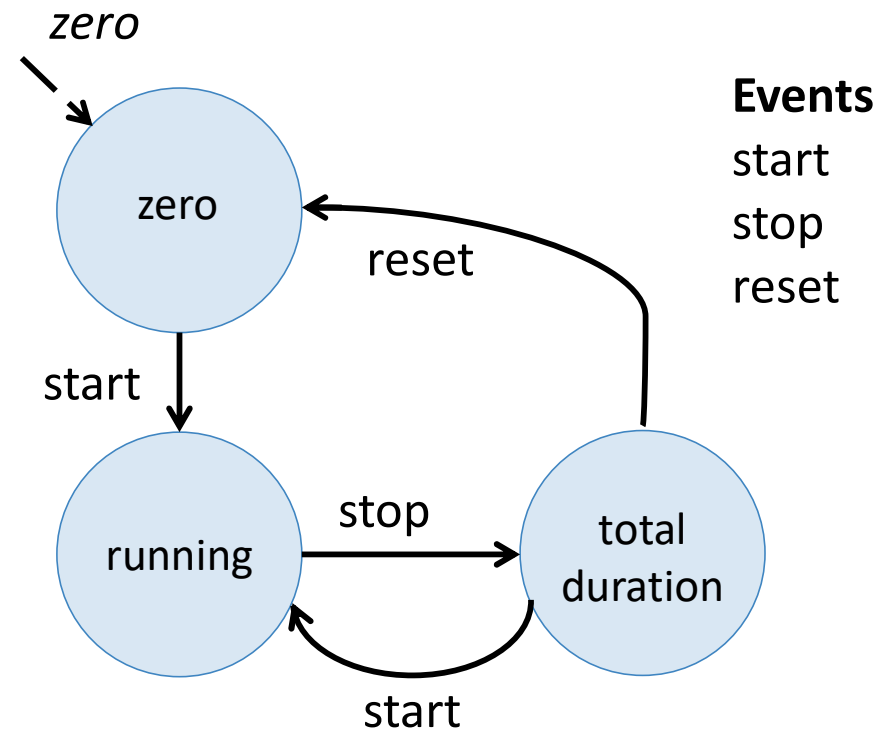 zero
Events
start
stop
reset
zero
reset
start
stop
running
total
duration
start